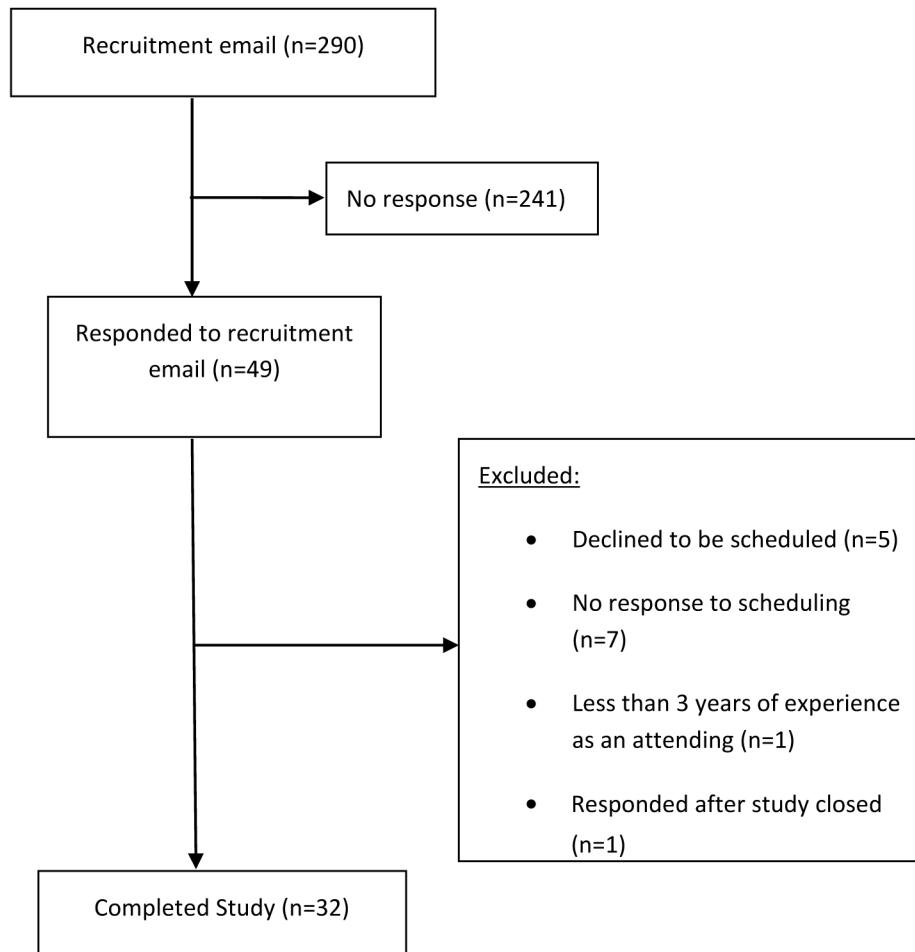 Recruitment email (n=290)
No response (n=241)
Responded to recruitment
email (n=49)
Excluded:
• Declined to be scheduled (n=5)
• No response to scheduling
(n=7)
• Less than 3 years of experience
as an attending (n=1)
• Responded after study closed
(n=1)
Completed Study (n=32)